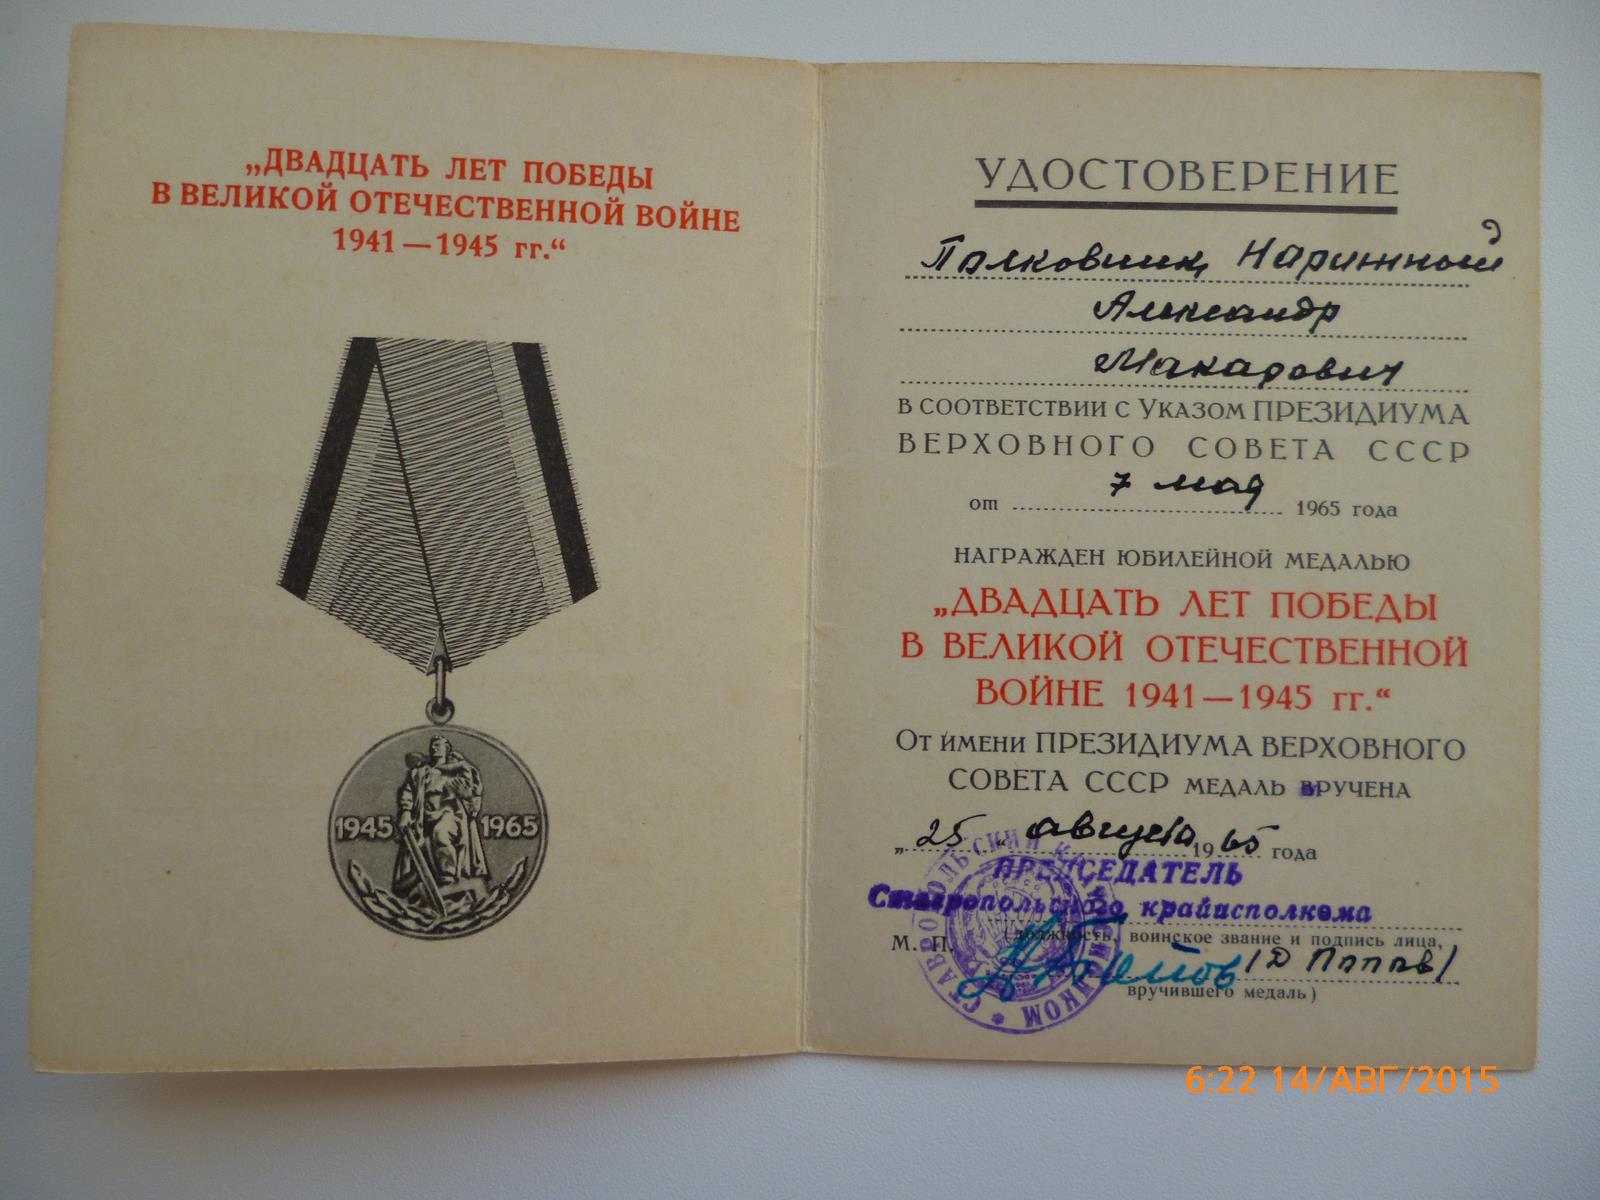 „ДВАДЦАТЬ ЛЕТ ПОБЕДЫ
В ВЕЛИКОЙ ОТЕЧЕСТВЕННОЙ ВОЙНЕ
1941 — 1945 гг.“
1945 1965
УДОСТОВЕРЕНИЕ
Полковник Нарижной
Александр
Макарович
В СООТВЕТСТВИИ С УКАЗОМ ПРЕЗИДИУМА
ВЕРХОВНОГО СОВЕТА СССР
от 7 мая 1965 года
НАГРАЖДЕН ЮБИЛЕЙНОЙ МЕДАЛЬЮ
„ДВАДЦАТЬ ЛЕТ ПОБЕДЫ
В ВЕЛИКОЙ ОТЕЧЕСТВЕННОЙ
ВОЙНЕ 1941 — 1945 гг.“
ОТ ИМЕНИ ПРЕЗИДИУМА ВЕРХОВНОГО
СОВЕТА СССР МЕДАЛЬ ВРУЧЕНА
„25“ августа 1965 года
ПРЕДСЕДАТЕЛЬ
Ставропольского крайисполкома
М. П. (должность, воинское звание и подпись лица,
(Д Попов)
вручившего медаль)
6:22 14/АВГ/2015